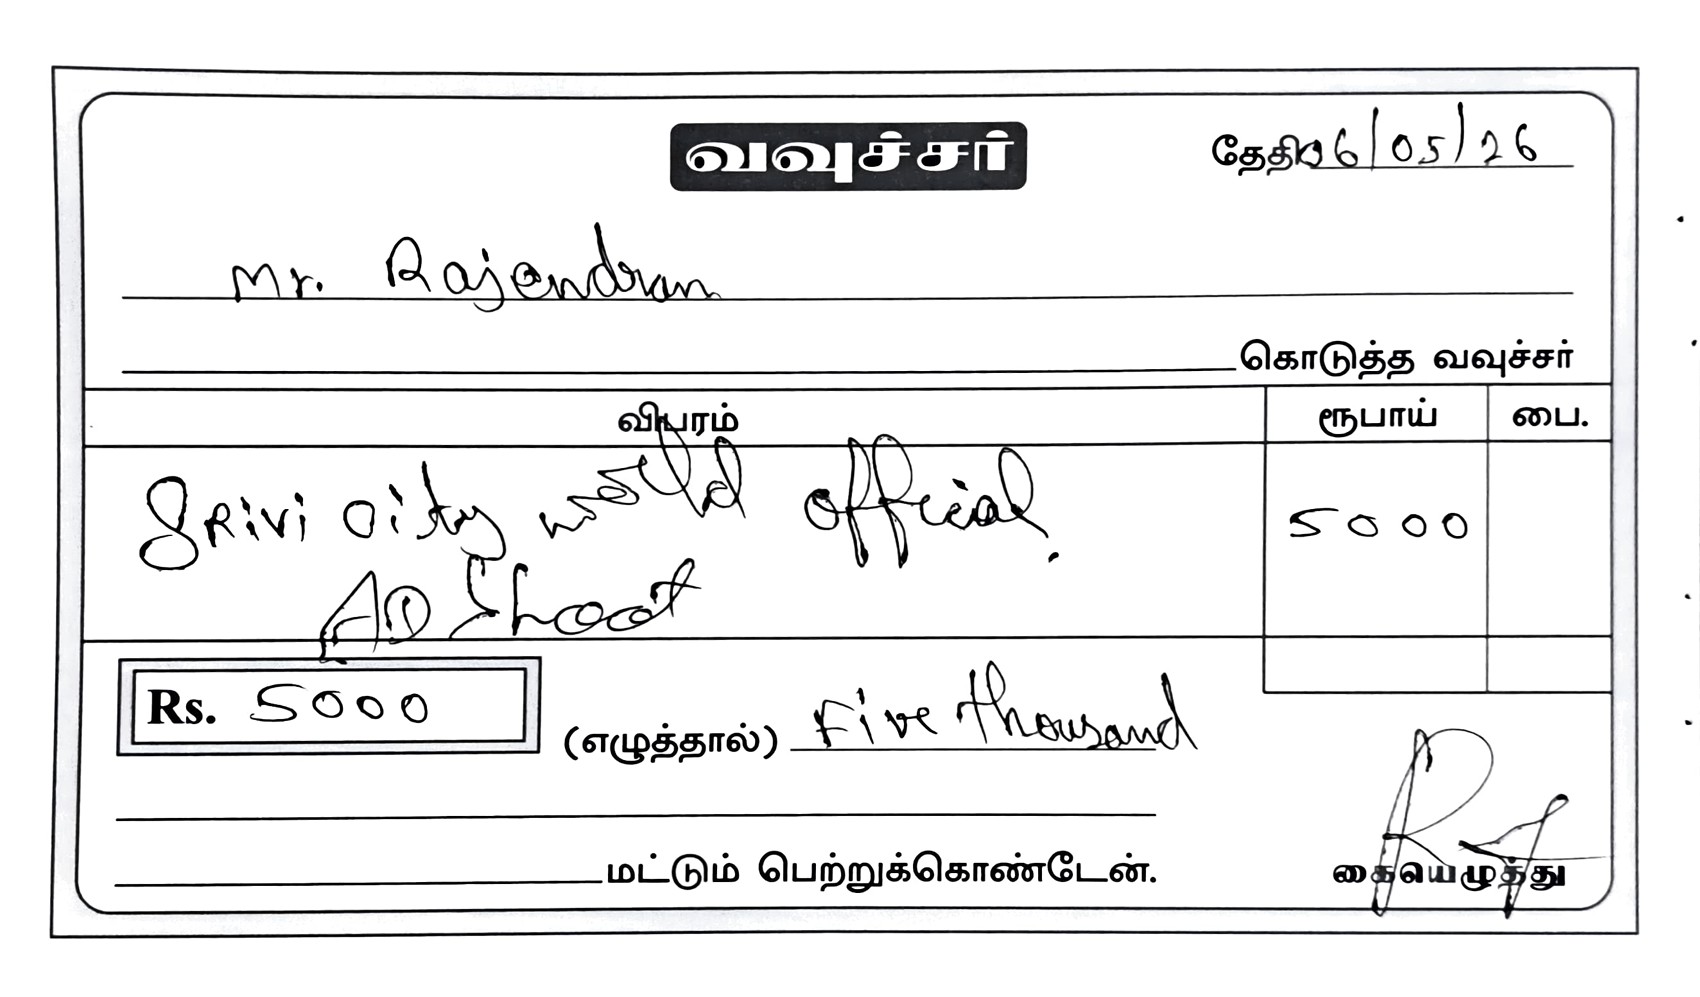 வவுச்சர்
தேதி 06/05/26
Mr. Rajendran
கொடுத்த வவுச்சர்
விபரம் ரூபாய் பை.
Srivi City world official. 5000
AD Shoot
Rs. 5000 (எழுத்தால்) Five thousand
மட்டும் பெற்றுக்கொண்டேன். கையெழுத்து